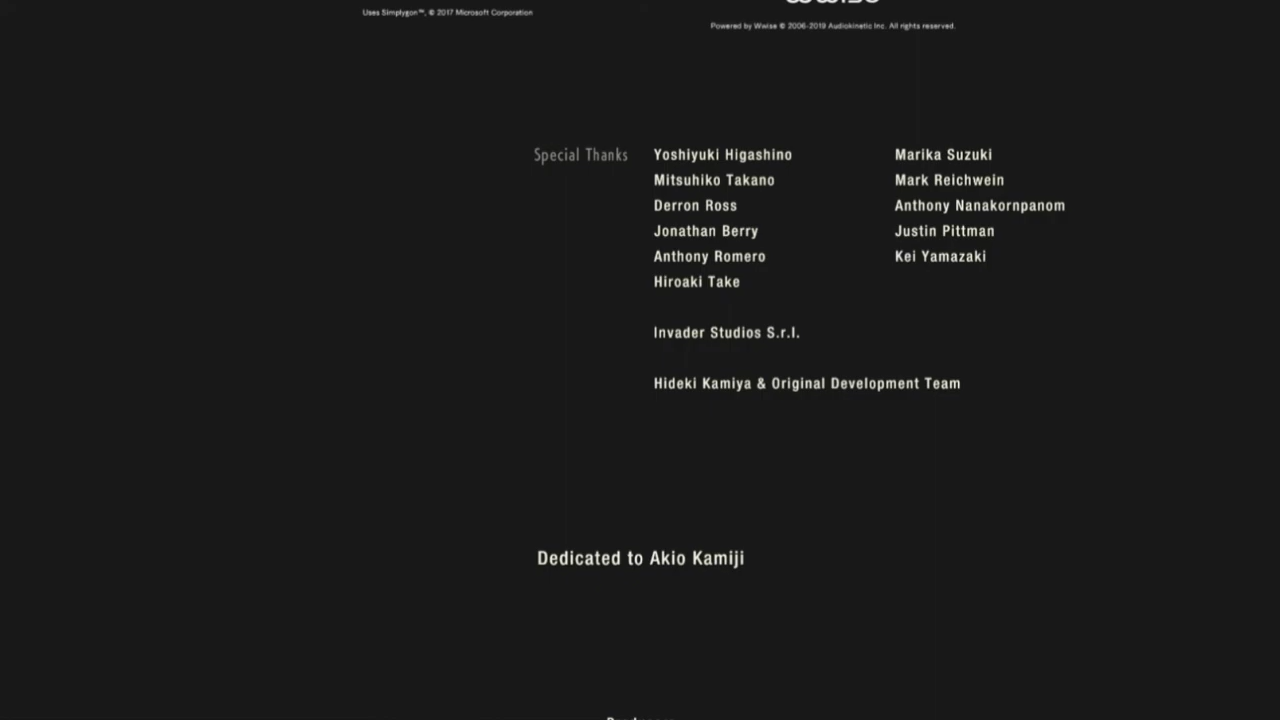 Uses Simplygon™, © 2017 Microsoft Corporation
Powered by Wwise © 2006-2019 Audiokinetic Inc. All rights reserved.
Special Thanks
Yoshiyuki Higashino
Mitsuhiko Takano
Derron Ross
Jonathan Berry
Anthony Romero
Hiroaki Take
Marika Suzuki
Mark Reichwein
Anthony Nanakornpanom
Justin Pittman
Kei Yamazaki
Invader Studios S.r.l.
Hideki Kamiya & Original Development Team
Dedicated to Akio Kamiji